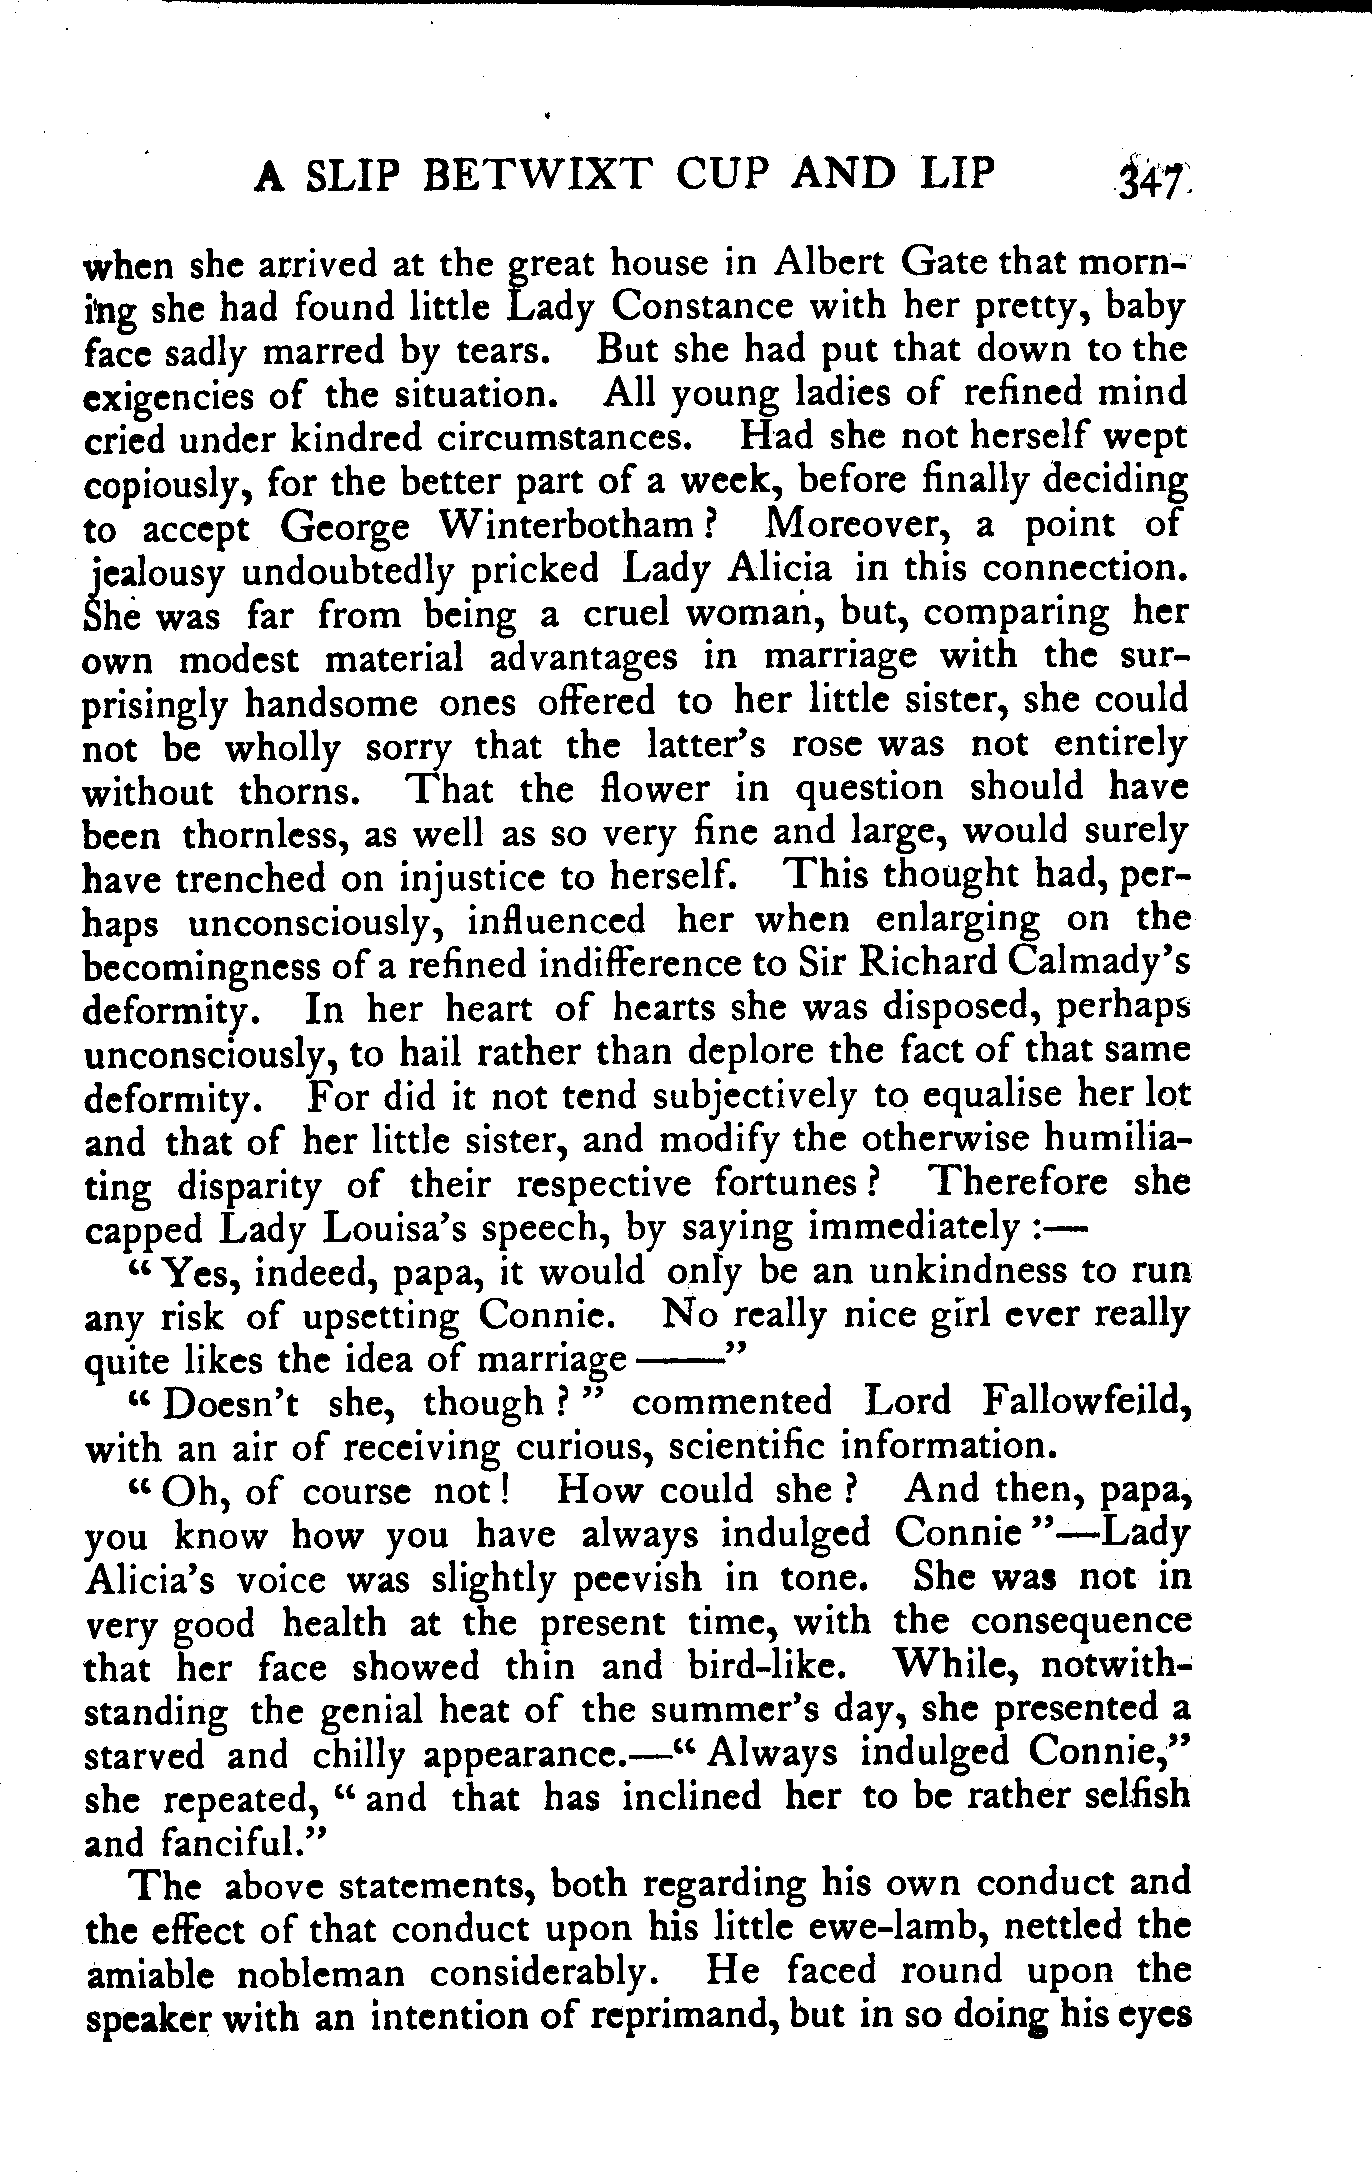 A SLIP BETWIXT CUP AND LIP 347
when she arrived at the great house in Albert Gate that morn-
ing she had found little Lady Constance with her pretty, baby
face sadly marred by tears. But she had put that down to the
exigencies of the situation. All young ladies of refined mind
cried under kindred circumstances. Had she not herself wept
copiously, for the better part of a week, before finally deciding
to accept George Winterbotham? Moreover, a point of
jealousy undoubtedly pricked Lady Alicia in this connection.
She was far from being a cruel woman, but, comparing her
own modest material advantages in marriage with the sur-
prisingly handsome ones offered to her little sister, she could
not be wholly sorry that the latter's rose was not entirely
without thorns. That the flower in question should have
been thornless, as well as so very fine and large, would surely
have trenched on injustice to herself. This thought had, per-
haps unconsciously, influenced her when enlarging on the
becomingness of a refined indifference to Sir Richard Calmady's
deformity. In her heart of hearts she was disposed, perhaps
unconsciously, to hail rather than deplore the fact of that same
deformity. For did it not tend subjectively to equalise her lot
and that of her little sister, and modify the otherwise humilia-
ting disparity of their respective fortunes? Therefore she
capped Lady Louisa's speech, by saying immediately:—
"Yes, indeed, papa, it would only be an unkindness to run
any risk of upsetting Connie. No really nice girl ever really
quite likes the idea of marriage——"
"Doesn't she, though?" commented Lord Fallowfeild,
with an air of receiving curious, scientific information.
"Oh, of course not! How could she? And then, papa,
you know how you have always indulged Connie"—Lady
Alicia's voice was slightly peevish in tone. She was not in
very good health at the present time, with the consequence
that her face showed thin and bird-like. While, notwith-
standing the genial heat of the summer's day, she presented a
starved and chilly appearance.—"Always indulged Connie,"
she repeated, "and that has inclined her to be rather selfish
and fanciful."
The above statements, both regarding his own conduct and
the effect of that conduct upon his little ewe-lamb, nettled the
amiable nobleman considerably. He faced round upon the
speaker with an intention of reprimand, but in so doing his eyes